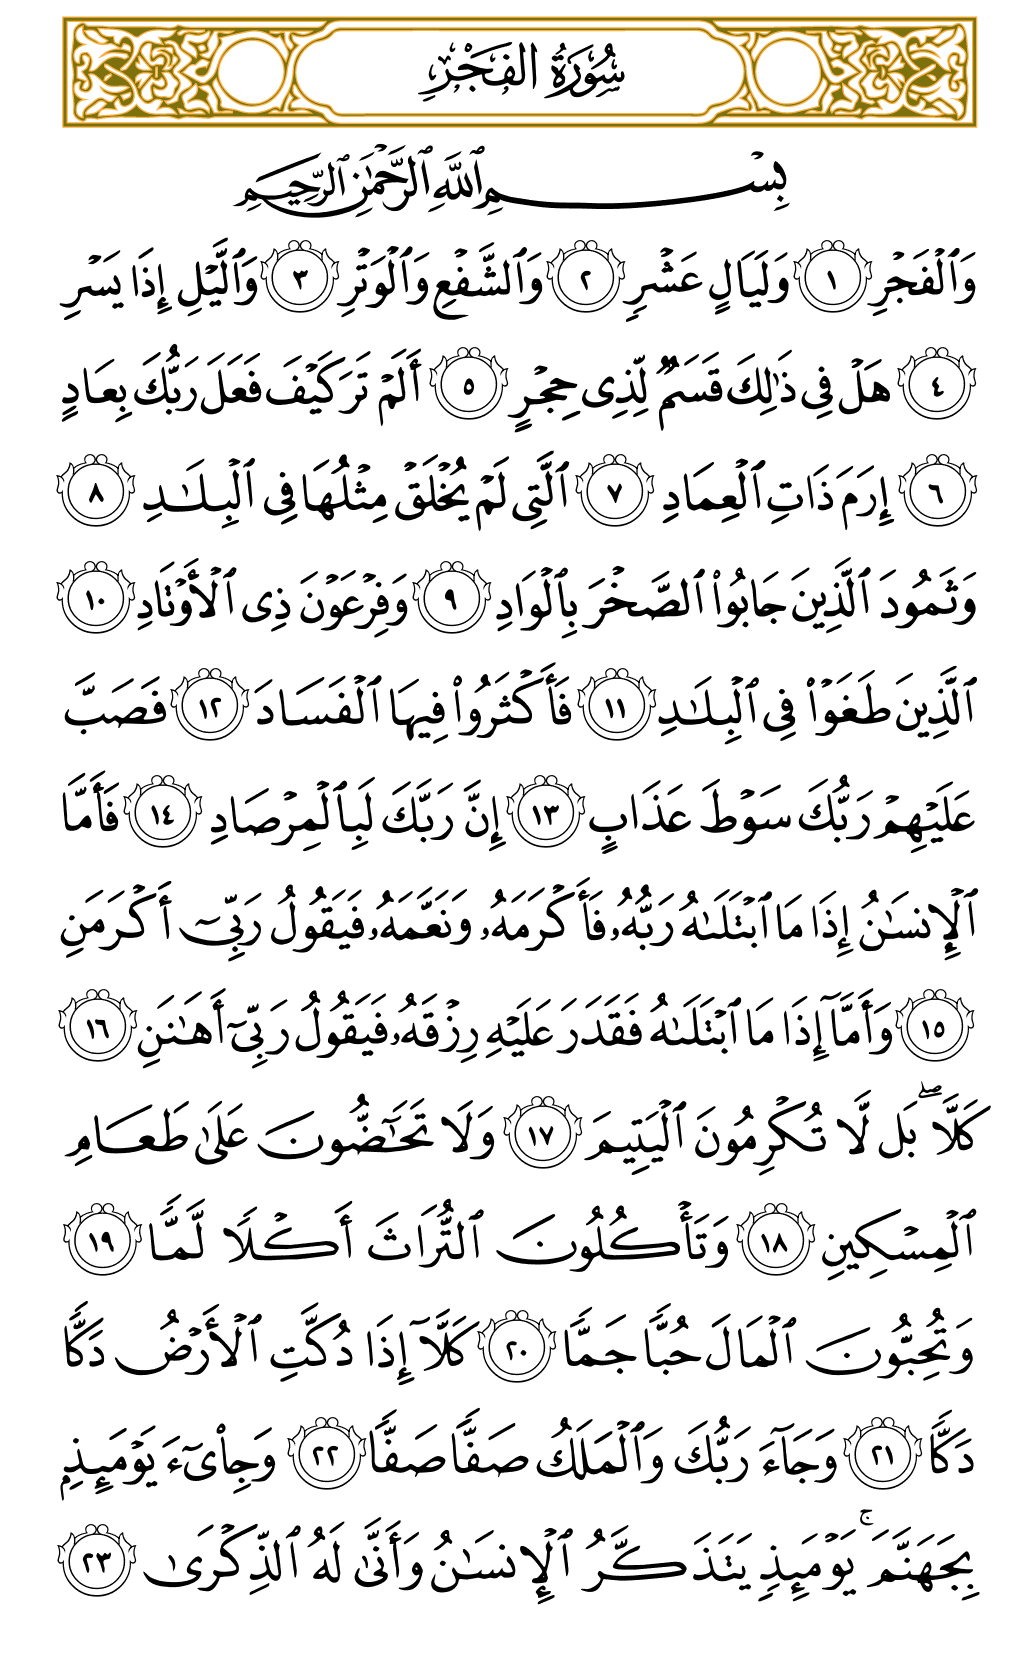 سُورَةُ الفَجْرِ
بِسْمِ ٱللَّهِ ٱلرَّحْمَٰنِ ٱلرَّحِيمِ
وَٱلْفَجْرِ ١ وَلَيَالٍ عَشْرٍ ٢ وَٱلشَّفْعِ وَٱلْوَتْرِ ٣ وَٱلَّيْلِ إِذَا يَسْرِ
٤ هَلْ فِى ذَٰلِكَ قَسَمٌ لِّذِى حِجْرٍ ٥ أَلَمْ تَرَ كَيْفَ فَعَلَ رَبُّكَ بِعَادٍ
٦ إِرَمَ ذَاتِ ٱلْعِمَادِ ٧ ٱلَّتِى لَمْ يُخْلَقْ مِثْلُهَا فِى ٱلْبِلَٰدِ ٨
وَثَمُودَ ٱلَّذِينَ جَابُوا۟ ٱلصَّخْرَ بِٱلْوَادِ ٩ وَفِرْعَوْنَ ذِى ٱلْأَوْتَادِ ١٠
ٱلَّذِينَ طَغَوْا۟ فِى ٱلْبِلَٰدِ ١١ فَأَكْثَرُوا۟ فِيهَا ٱلْفَسَادَ ١٢ فَصَبَّ
عَلَيْهِمْ رَبُّكَ سَوْطَ عَذَابٍ ١٣ إِنَّ رَبَّكَ لَبِٱلْمِرْصَادِ ١٤ فَأَمَّا
ٱلْإِنسَٰنُ إِذَا مَا ٱبْتَلَىٰهُ رَبُّهُۥ فَأَكْرَمَهُۥ وَنَعَّمَهُۥ فَيَقُولُ رَبِّىٓ أَكْرَمَنِ
١٥ وَأَمَّآ إِذَا مَا ٱبْتَلَىٰهُ فَقَدَرَ عَلَيْهِ رِزْقَهُۥ فَيَقُولُ رَبِّىٓ أَهَٰنَنِ ١٦
كَلَّا ۖ بَل لَّا تُكْرِمُونَ ٱلْيَتِيمَ ١٧ وَلَا تَحَٰٓضُّونَ عَلَىٰ طَعَامِ
ٱلْمِسْكِينِ ١٨ وَتَأْكُلُونَ ٱلتُّرَاثَ أَكْلًا لَّمًّا ١٩
وَتُحِبُّونَ ٱلْمَالَ حُبًّا جَمًّا ٢٠ كَلَّآ إِذَا دُكَّتِ ٱلْأَرْضُ دَكًّا
دَكًّا ٢١ وَجَآءَ رَبُّكَ وَٱلْمَلَكُ صَفًّا صَفًّا ٢٢ وَجِا۟ىٓءَ يَوْمَئِذٍۭ
بِجَهَنَّمَ ۚ يَوْمَئِذٍ يَتَذَكَّرُ ٱلْإِنسَٰنُ وَأَنَّىٰ لَهُ ٱلذِّكْرَىٰ ٢٣